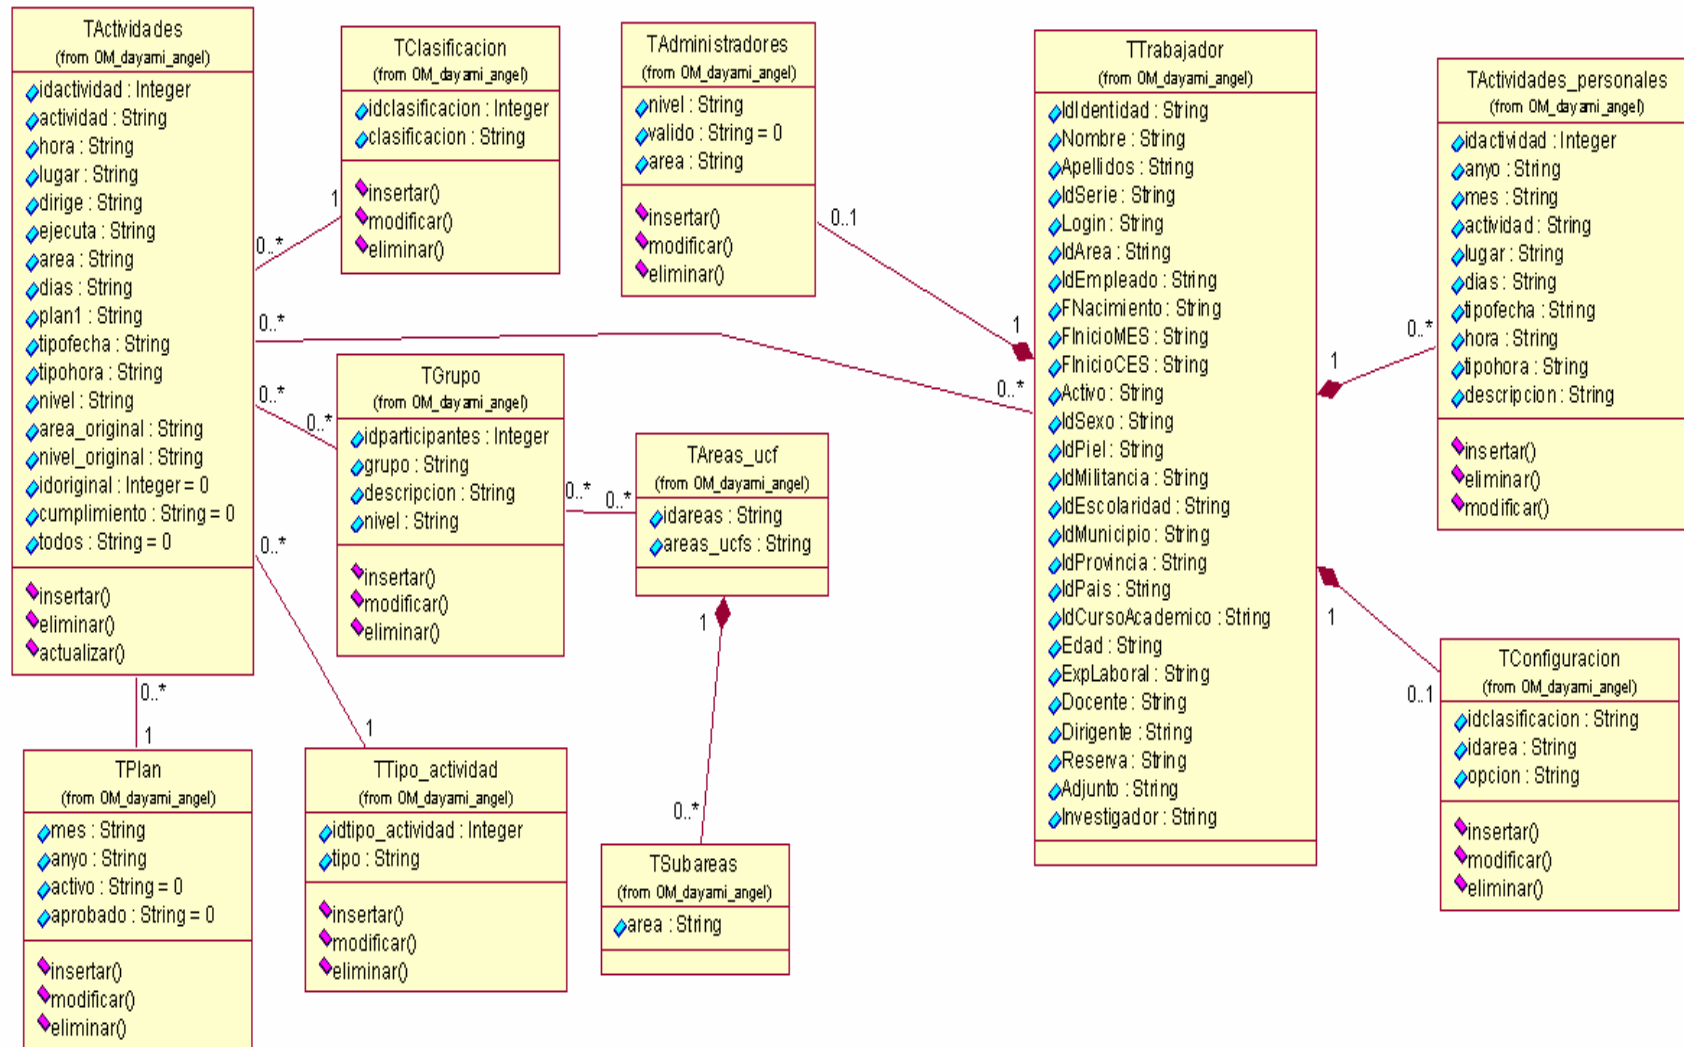 TActividades
(from OM_dayami_angel)
idactividad : Integer
actividad : String
hora : String
lugar : String
dirige : String
ejecuta : String
area : String
dias : String
plan1 : String
tipofecha : String
tipohora : String
nivel : String
area_original : String
nivel_original : String
idoriginal : Integer = 0
cumplimiento : String = 0
todos : String = 0
insertar()
eliminar()
actualizar()
0..*
1
0..*
0..*
0..*
0..*
0..*
0..*
1
0..*
1
TClasificacion
(from OM_dayami_angel)
idclasificacion : Integer
clasificacion : String
insertar()
modificar()
eliminar()
TAdministradores
(from OM_dayami_angel)
nivel : String
valido : String = 0
area : String
insertar()
modificar()
eliminar()
0..1
1
TTrabajador
(from OM_dayami_angel)
IdIdentidad : String
Nombre : String
Apellidos : String
IdSerie : String
Login : String
IdArea : String
IdEmpleado : String
FNacimiento : String
FInicioMES : String
FInicioCES : String
Activo : String
IdSexo : String
IdPiel : String
IdMilitancia : String
IdEscolaridad : String
IdMunicipio : String
IdProvincia : String
IdPais : String
IdCursoAcademico : String
Edad : String
ExpLaboral : String
Docente : String
Dirigente : String
Reserva : String
Adjunto : String
Investigador : String
1
0..*
1
0..1
TActividades_personales
(from OM_dayami_angel)
idactividad : Integer
anyo : String
mes : String
actividad : String
lugar : String
dias : String
tipofecha : String
hora : String
tipohora : String
descripcion : String
insertar()
eliminar()
modificar()
TGrupo
(from OM_dayami_angel)
idparticipantes : Integer
grupo : String
descripcion : String
nivel : String
insertar()
modificar()
eliminar()
0..*
TAreas_ucf
(from OM_dayami_angel)
idareas : String
areas_ucfs : String
1
0..*
TConfiguracion
(from OM_dayami_angel)
idclasificacion : String
idarea : String
opcion : String
insertar()
modificar()
eliminar()
TPlan
(from OM_dayami_angel)
mes : String
anyo : String
activo : String = 0
aprobado : String = 0
insertar()
modificar()
eliminar()
TTipo_actividad
(from OM_dayami_angel)
idtipo_actividad : Integer
tipo : String
insertar()
modificar()
eliminar()
TSubareas
(from OM_dayami_angel)
area : String